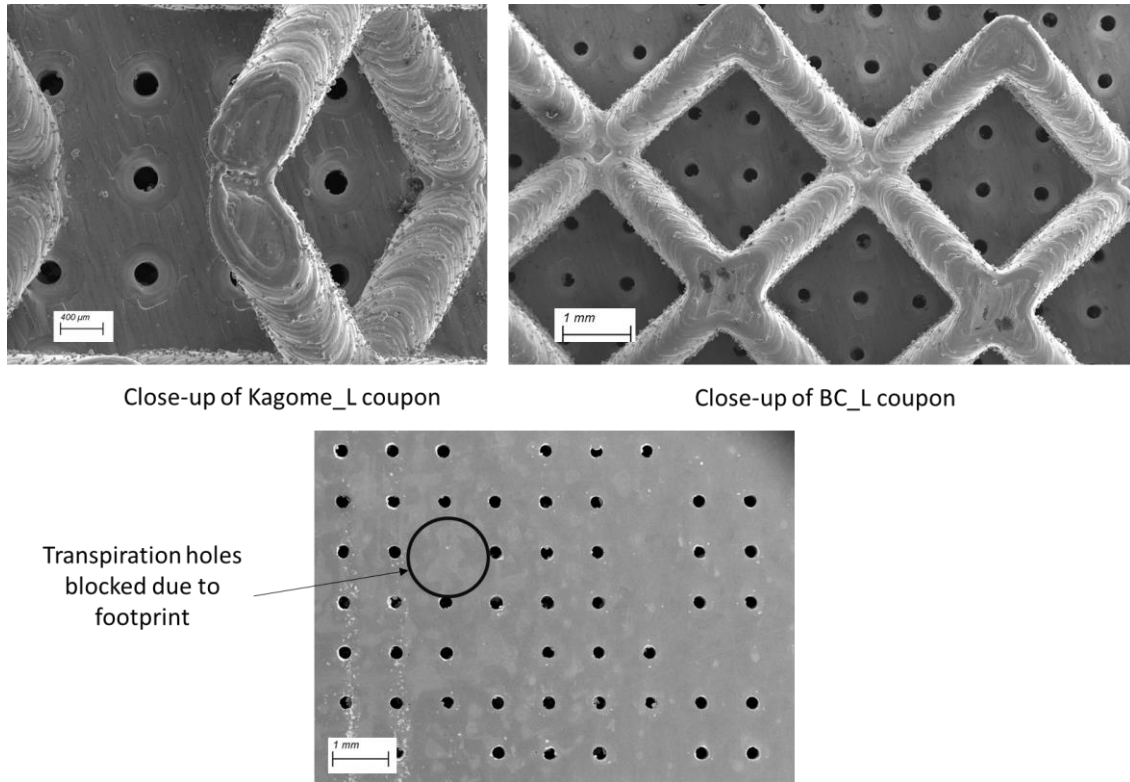 400 µm
1 mm
Close-up of Kagome_L coupon
Close-up of BC_L coupon
Transpiration holes
blocked due to
footprint
1 mm